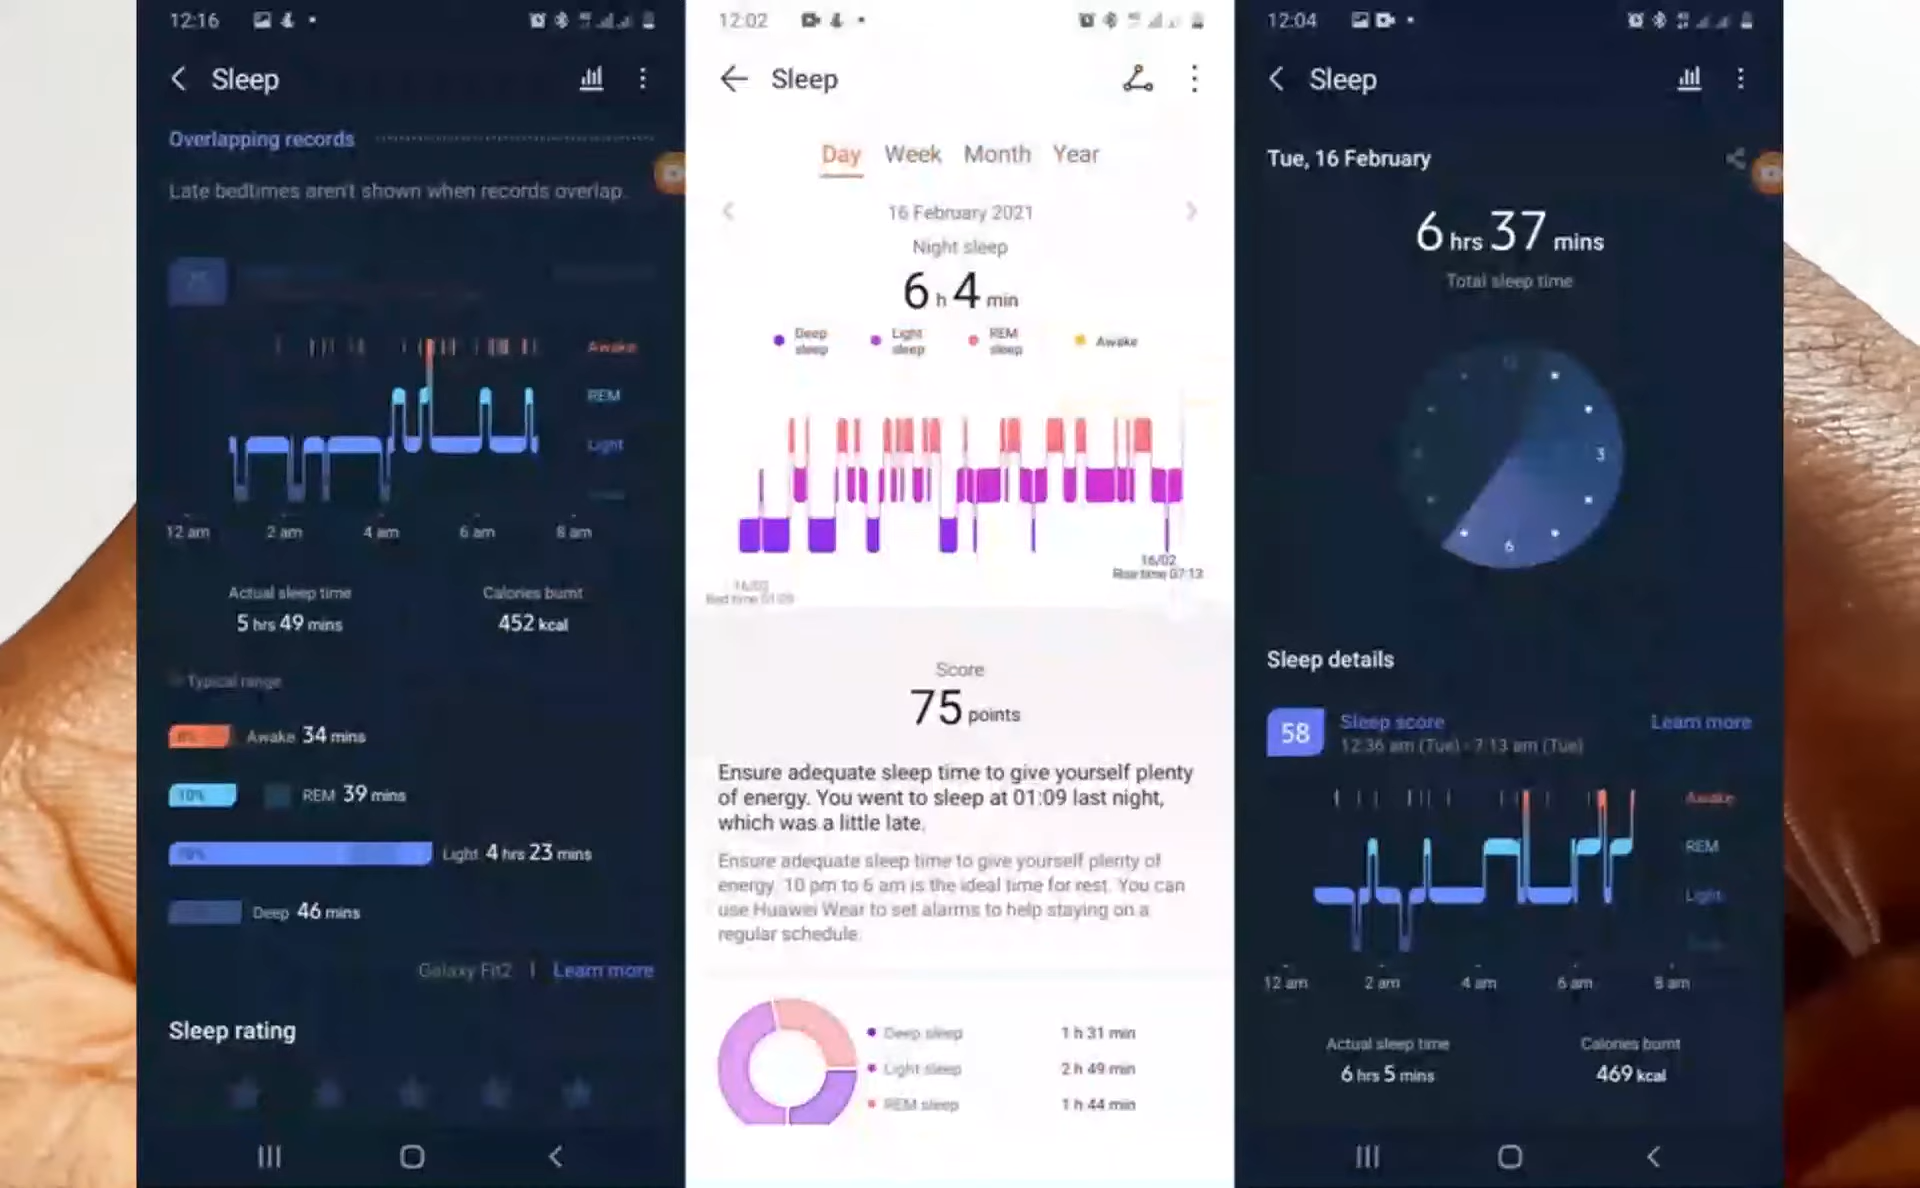 12:16
Sleep
Overlapping records
Late bedtimes aren't shown when records overlap.
Awake
REM
Light
12 am
2 am
4 am
6 am
8 am
Actual sleep time
5 hrs 49 mins
Calories burnt
452 kcal
Typical range
Awake 34 mins
10%
REM 39 mins
Light 4 hrs 23 mins
Deep 46 mins
Galaxy Fit2 | Learn more
Sleep rating
12:02
Sleep
Day Week Month Year
16 February 2021
Night sleep
6 h 4 min
Deep sleep
Light sleep
REM sleep
Awake
16/02
Rise time 07:13
16/02
Bed time 01:09
Score
75 points
Ensure adequate sleep time to give yourself plenty
of energy. You went to sleep at 01:09 last night,
which was a little late.
Ensure adequate sleep time to give yourself plenty of
energy. 10 pm to 6 am is the ideal time for rest. You can
use Huawei Wear to set alarms to help staying on a
regular schedule.
Deep sleep 1 h 31 min
Light sleep 2 h 49 min
REM sleep 1 h 44 min
12:04
Sleep
Tue, 16 February
6 hrs 37 mins
Total sleep time
3
6
Sleep details
58
Sleep score
Learn more
12:36 am (Tue) - 7:13 am (Tue)
Awake
REM
Light
12 am
2 am
4 am
6 am
8 am
Actual sleep time
6 hrs 5 mins
Calories burnt
469 kcal